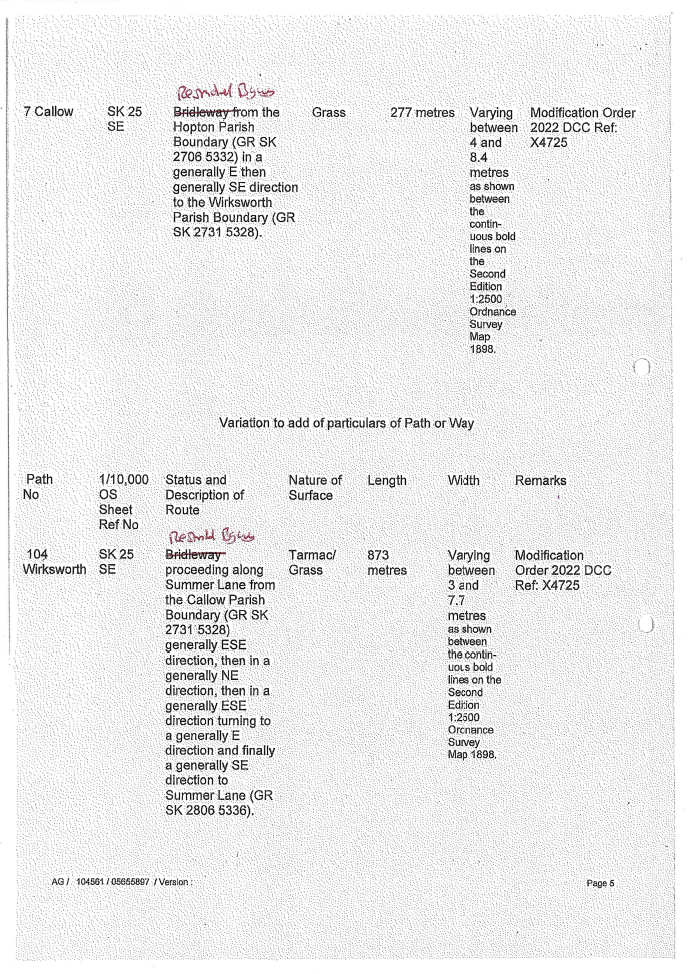 Restricted Byway
7 Callow
SK 25
SE
Bridleway from the
Hopton Parish
Boundary (GR SK
2706 5332) in a
generally E then
generally SE direction
to the Wirksworth
Parish Boundary (GR
SK 2731 5328).
Grass
277 metres
Varying
between
4 and
8.4
metres
as shown
between
the
contin-
uous bold
lines on
the
Second
Edition
1:2500
Ordnance
Survey
Map
1898.
Modification Order
2022 DCC Ref:
X4725
Variation to add of particulars of Path or Way
Path
No
1/10,000
OS
Sheet
Ref No
Status and
Description of
Route
Nature of
Surface
Length
Width
Remarks
Restricted Byway
104
Wirksworth
SK 25
SE
Bridleway
proceeding along
Summer Lane from
the Callow Parish
Boundary (GR SK
2731 5328)
generally ESE
direction, then in a
generally NE
direction, then in a
generally ESE
direction turning to
a generally E
direction and finally
a generally SE
direction to
Summer Lane (GR
SK 2806 5336).
Tarmac/
Grass
873
metres
Varying
between
3 and
7.7
metres
as shown
between
the contin-
uous bold
lines on the
Second
Edition
1:2500
Ordnance
Survey
Map 1898.
Modification
Order 2022 DCC
Ref: X4725
AG / 104561 / 05655897 / Version :
Page 5